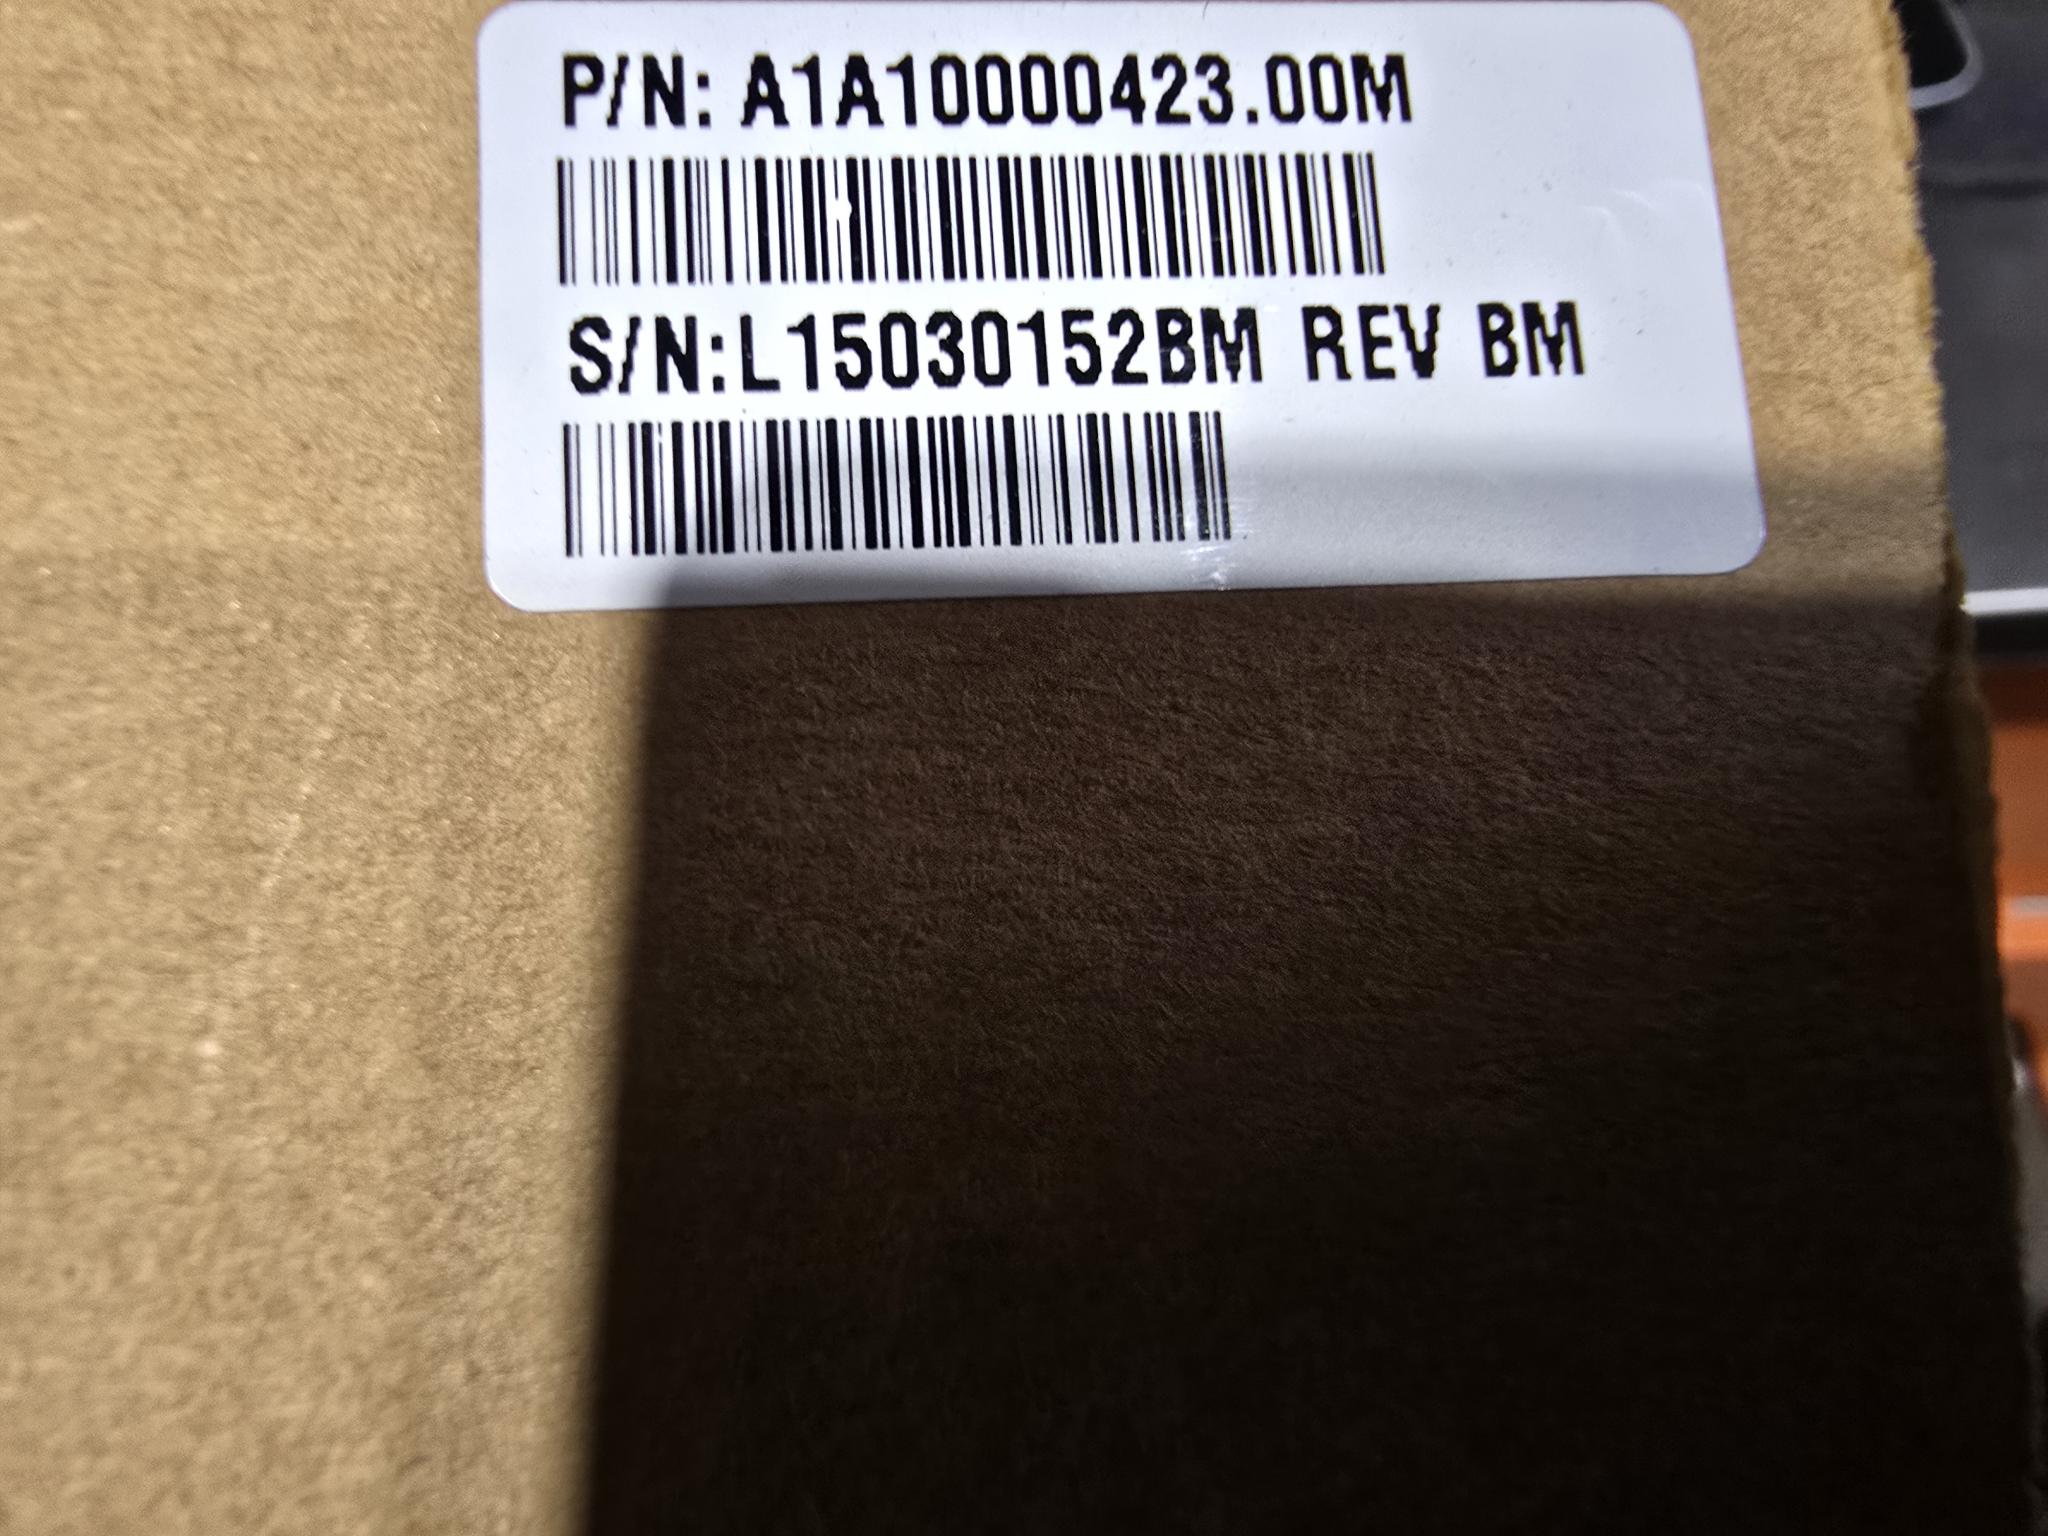 P/N: A1A10000423.00M
S/N:L15030152BM REV BM